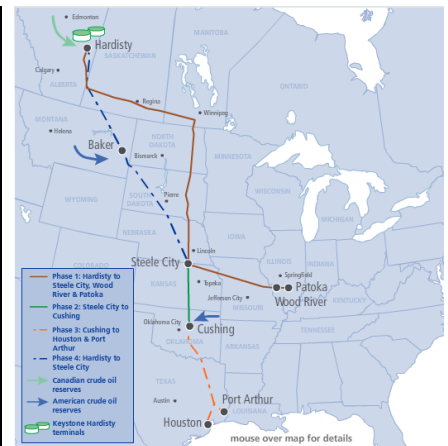 Edmonton
Hardisty
MANITOBA
SASKATCHEWAN
Calgary
ALBERTA
ONTARIO
Regina
Winnipeg
MONTANA
Helena
NORTH
DAKOTA
Baker
Bismarck
MINNESOTA
WISCONSIN
SOUTH
DAKOTA
Pierre
WYOMING
MICHIGAN
IOWA
NEBRASKA
Lincoln
Steele City
COLORADO
ILLINOIS
INDIANA
Springfield
KANSAS
Topeka
Patoka
Jefferson City
Wood River
KENTUCKY
MISSOURI
Oklahoma City
Cushing
OKLAHOMA
TENNESSEE
ARKANSAS
TEXAS
Austin
Port Arthur
LOUISIANA
Houston
Phase 1: Hardisty to
Steele City, Wood
River & Patoka
Phase 2: Steele City to
Cushing
Phase 3: Cushing to
Houston & Port
Arthur
Phase 4: Hardisty to
Steele City
Canadian crude oil
reserves
American crude oil
reserves
Keystone Hardisty
terminals
mouse over map for details